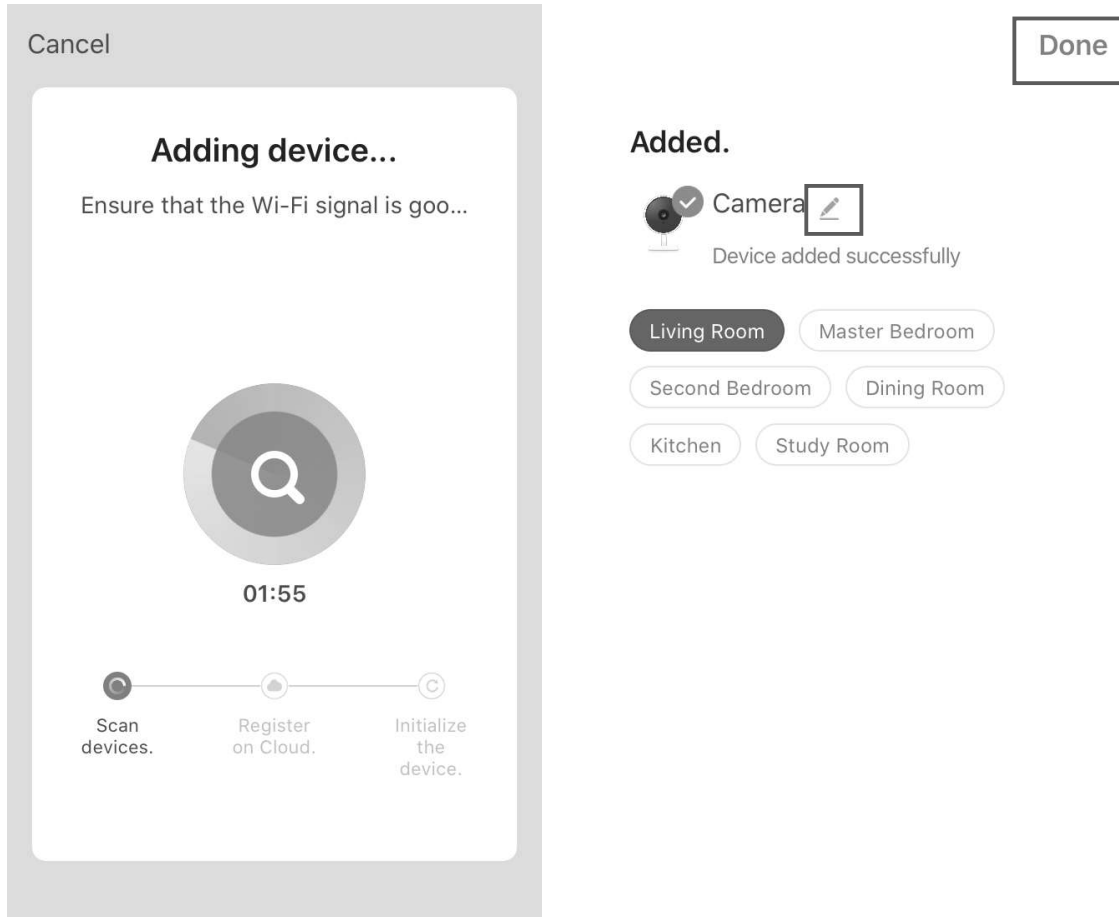 Cancel
Adding device...
Ensure that the Wi-Fi signal is goo...
01:55
Scan
devices.
Register
on Cloud.
Initialize
the
device.
Done
Added.
Camera
Device added successfully
Living Room
Master Bedroom
Second Bedroom
Dining Room
Kitchen
Study Room